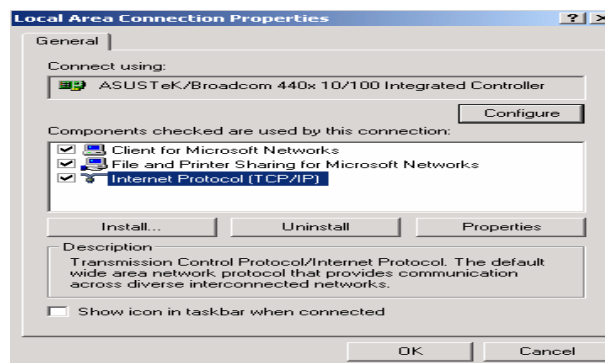 Local Area Connection Properties
General
Connect using:
ASUSTeK/Broadcom 440x 10/100 Integrated Controller
Configure
Components checked are used by this connection:
Client for Microsoft Networks
File and Printer Sharing for Microsoft Networks
Internet Protocol (TCP/IP)
Install...
Uninstall
Properties
Description
Transmission Control Protocol/Internet Protocol. The default
wide area network protocol that provides communication
across diverse interconnected networks.
Show icon in taskbar when connected
OK
Cancel